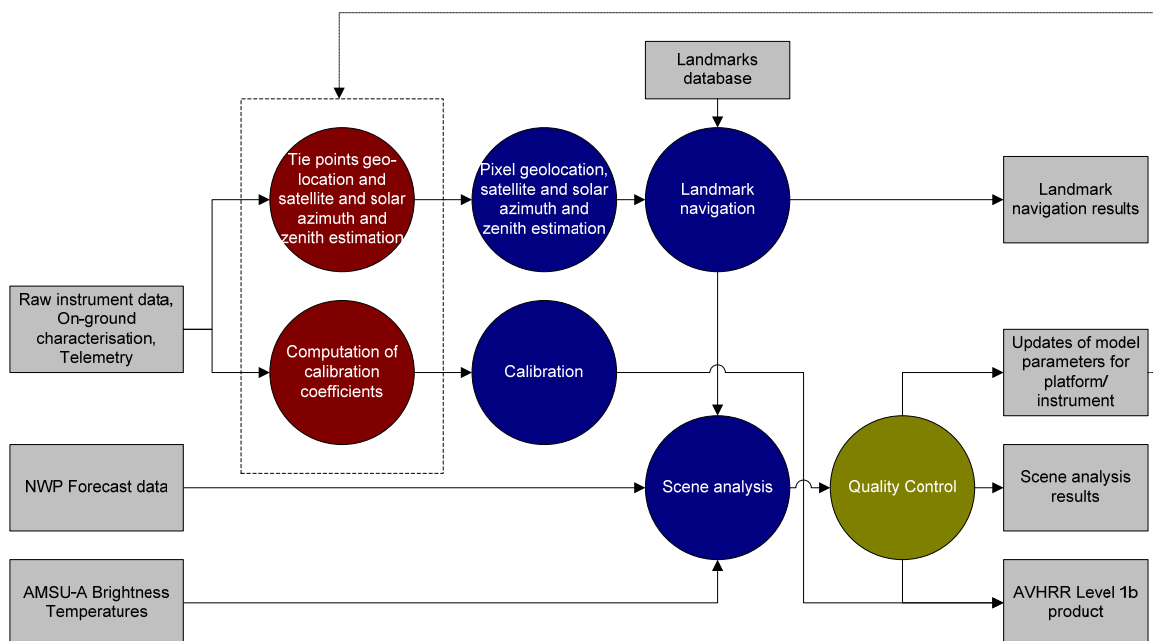 Landmarks
database
Tie points geo-
location and
satellite and solar
azimuth and
zenith estimation
Pixel geolocation,
satellite and solar
azimuth and
zenith estimation
Landmark
navigation
Landmark
navigation results
Raw instrument data,
On-ground
characterisation,
Telemetry
Computation of
calibration
coefficients
Calibration
Updates of model
parameters for
platform/
instrument
NWP Forecast data
Scene analysis
Quality Control
Scene analysis
results
AMSU-A Brightness
Temperatures
AVHRR Level 1b
product